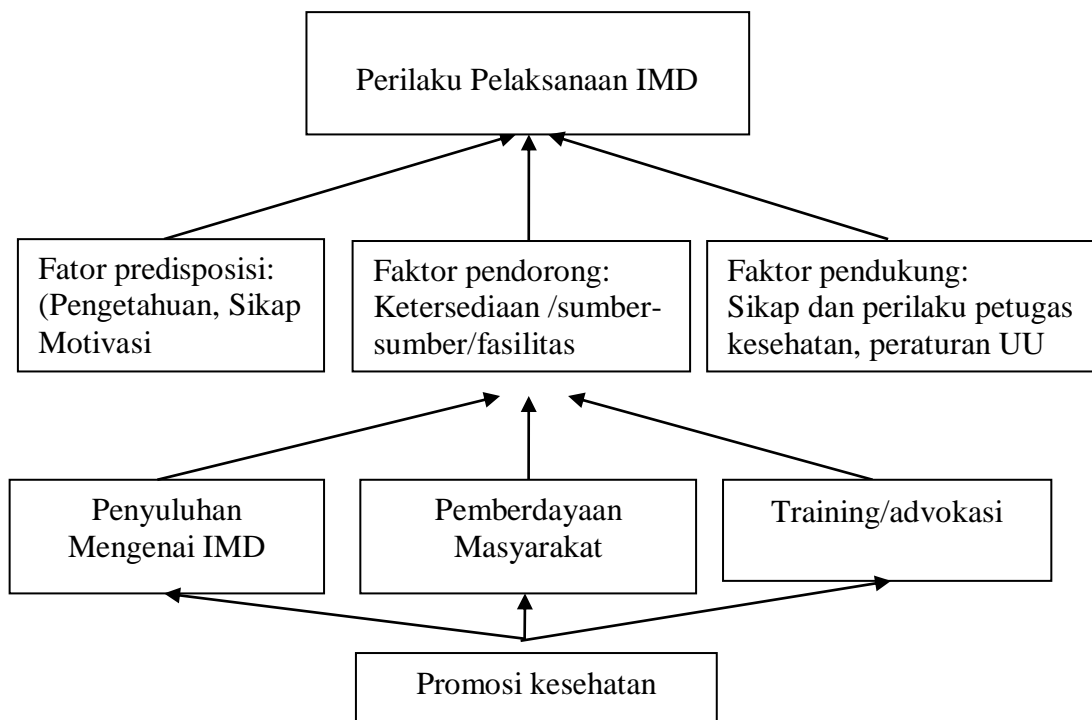 Perilaku Pelaksanaan IMD
Fator predisposisi:
(Pengetahuan, Sikap
Motivasi
Faktor pendorong:
Ketersediaan /sumber-
sumber/fasilitas
Faktor pendukung:
Sikap dan perilaku petugas
kesehatan, peraturan UU
Penyuluhan
Mengenai IMD
Pemberdayaan
Masyarakat
Training/advokasi
Promosi kesehatan